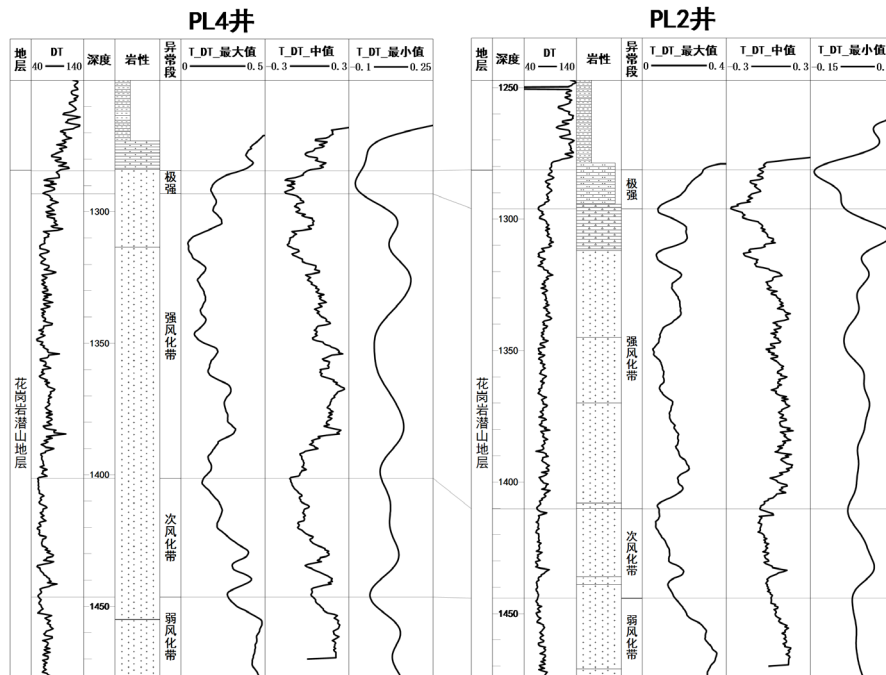 PL4井
地层
DT
40 140
深度
岩性
异常段
T_DT_最大值
0 0.5
T_DT_中值
-0.3 0.3
T_DT_最小值
-0.1 0.25
1300
1350
1400
1450
花岗岩潜山地层
极强
强风化带
次风化带
弱风化带
PL2井
地层
DT
40 140
深度
岩性
异常段
T_DT_最大值
0 0.4
T_DT_中值
-0.3 0.3
T_DT_最小值
-0.15 0.
1250
1300
1350
1400
1450
花岗岩潜山地层
极强
强风化带
次风化带
弱风化带